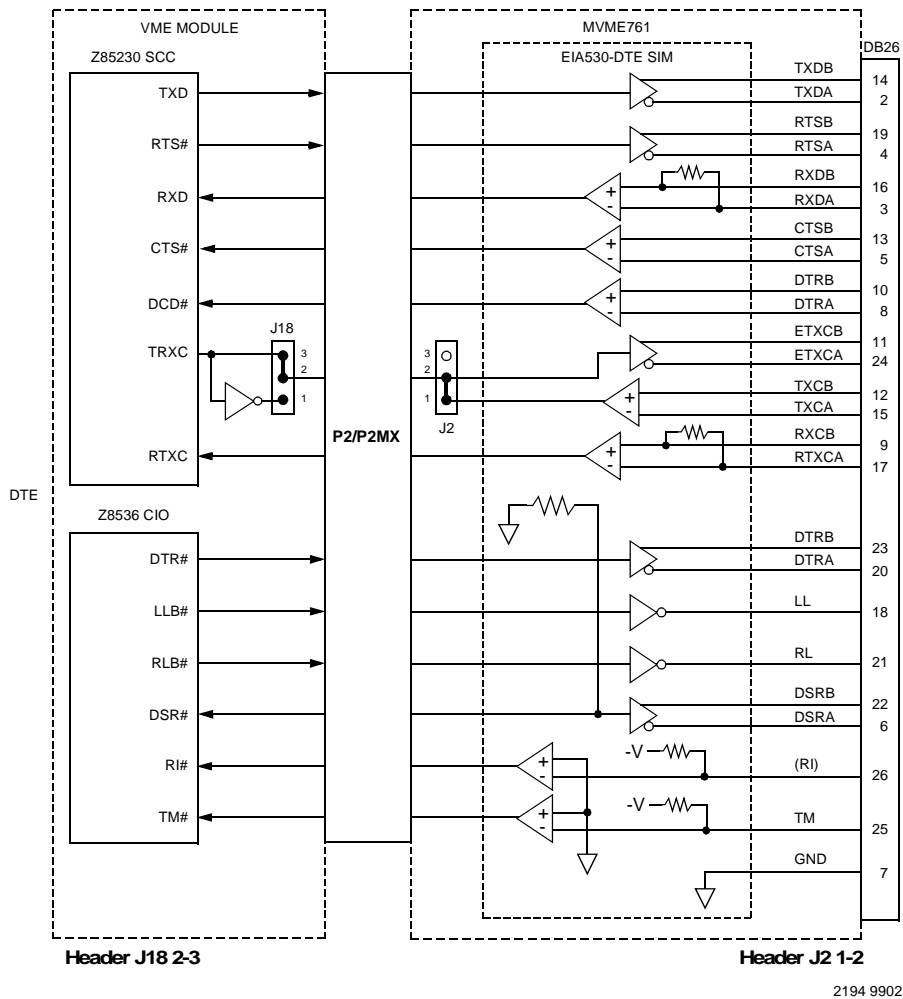 VME MODULE
MVME761
Z85230 SCC
EIA530-DTE SIM
DB26
TXD
TXDB
14
TXDA
2
RTS#
RTSB
19
RTSA
4
RXD
+
-
RXDB
16
RXDA
3
CTS#
+
-
CTSB
13
CTSA
5
DCD#
+
-
DTRB
10
DTRA
8
TRXC
J18
3
2
1
3
2
1
J2
ETXCB
11
ETXCA
24
+
-
TXCB
12
TXCA
15
P2/P2MX
RTXC
+
-
RXCB
9
RTXCA
17
DTE
Z8536 CIO
DTR#
DTRB
23
DTRA
20
LLB#
LL
18
RLB#
RL
21
DSR#
DSRB
22
DSRA
6
RI#
+
-
-V
(RI)
26
TM#
+
-
-V
TM
25
GND
7
Header J18 2-3
Header J2 1-2
2194 9902